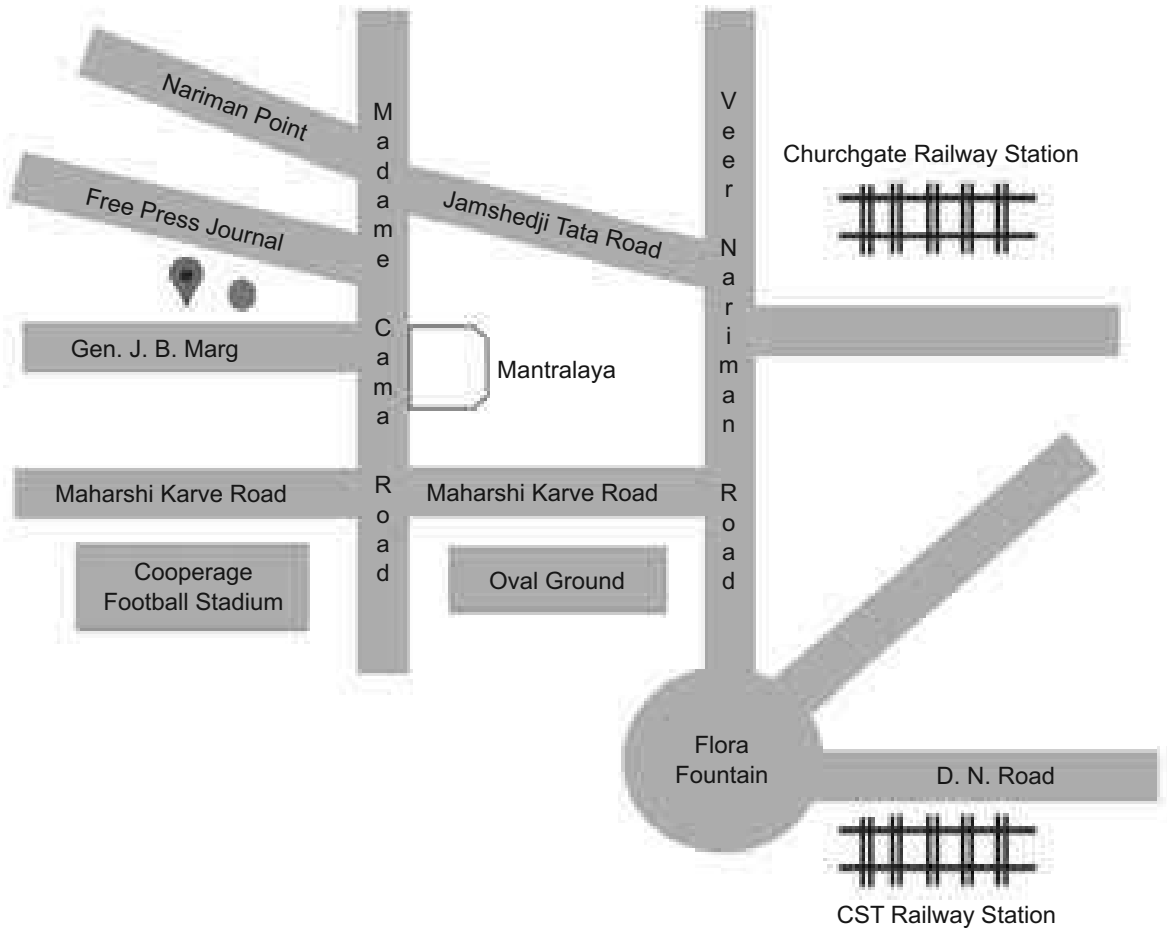 Nariman Point
Free Press Journal
Gen. J. B. Marg
Madame Cama Road
Jamshedji Tata Road
Veer Nariman Road
Churchgate Railway Station
Mantralaya
Maharshi Karve Road
Maharshi Karve Road
Cooperage
Football Stadium
Oval Ground
Flora
Fountain
D. N. Road
CST Railway Station